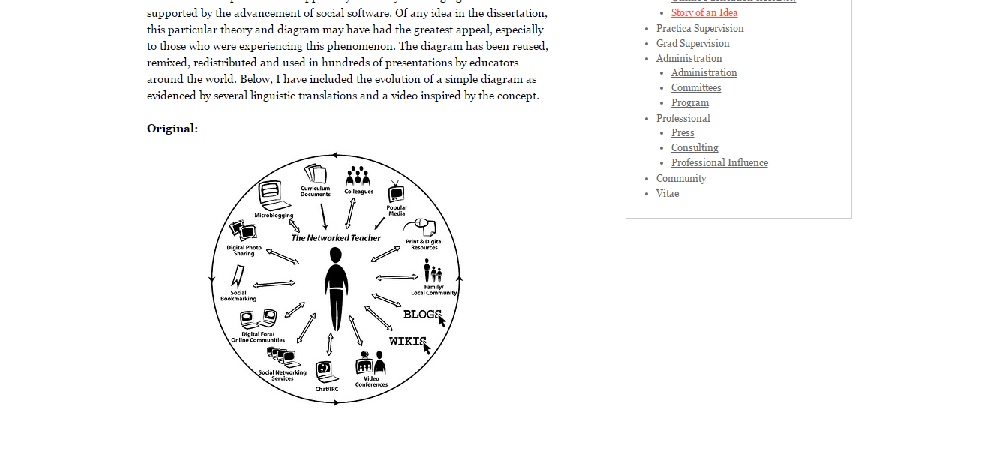 supported by the advancement of social software. Of any idea in the dissertation,
this particular theory and diagram may have had the greatest appeal, especially
to those who were experiencing this phenomenon. The diagram has been reused,
remixed, redistributed and used in hundreds of presentations by educators
around the world. Below, I have included the evolution of a simple diagram as
evidenced by several linguistic translations and a video inspired by the concept.
Original:
Curriculum
Documents
Colleagues
Popular
Media
Microblogging
The Networked Teacher
Print & Digital
Resources
Digital Photo
Sharing
Family/
Local Community
Social
Bookmarking
BLOGS
Digital Fora/
Online Communities
WIKIS
Social Networking
Services
Chat/IRC
Video
Conferences
Story of an Idea
Practica Supervision
Grad Supervision
Administration
Administration
Committees
Program
Professional
Press
Consulting
Professional Influence
Community
Vitae